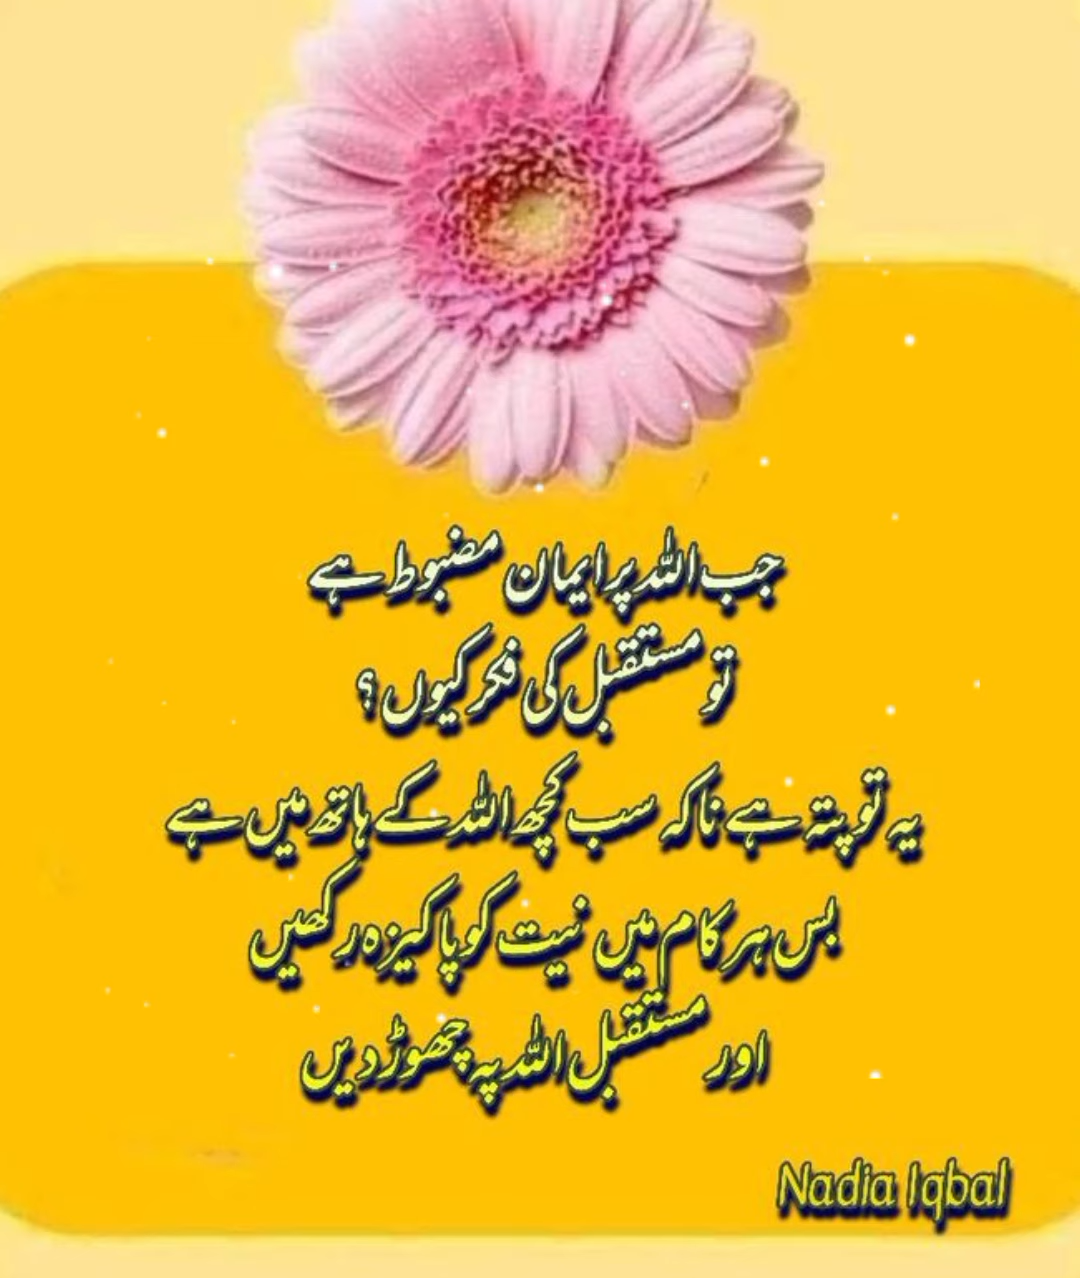 جب اللہ پر ایمان مضبوط ہے
تو مستقبل کی فکر کیوں؟
یہ تو پتہ ہے ناکہ سب کچھ اللہ کے ہاتھ میں ہے
بس ہر کام میں نیت کو پاکیزہ رکھیں
اور مستقبل اللہ پہ چھوڑ دیں
Nadia Iqbal